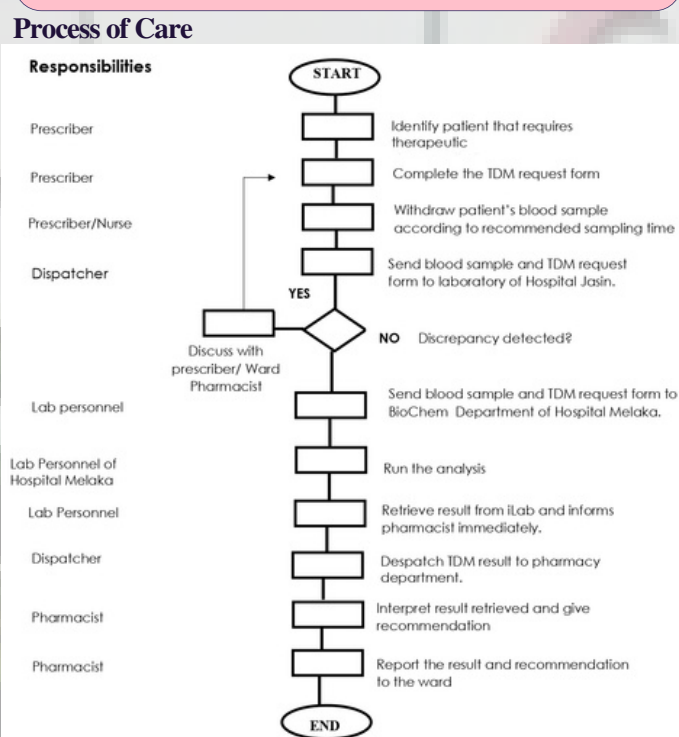 Process of Care
Responsibilities
START
Prescriber
Identify patient that requires
therapeutic
Prescriber
Complete the TDM request form
Prescriber/Nurse
Withdraw patient's blood sample
according to recommended sampling time
Dispatcher
Send blood sample and TDM request
form to laboratory of Hospital Jasin.
YES
NO Discrepancy detected?
Discuss with
prescriber/ Ward
Pharmacist
Lab personnel
Send blood sample and TDM request form to
BioChem Department of Hospital Melaka.
Lab Personnel of
Hospital Melaka
Run the analysis
Lab Personnel
Retrieve result from iLab and informs
pharmacist immediately.
Dispatcher
Despatch TDM result to pharmacy
department.
Pharmacist
Interpret result retrieved and give
recommendation
Pharmacist
Report the result and recommendation
to the ward
END